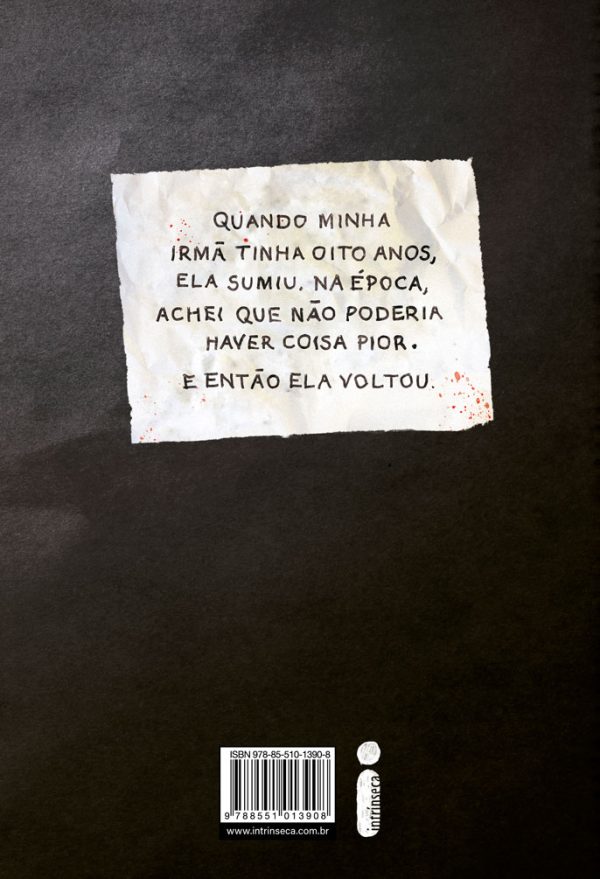 QUANDO MINHA
IRMÃ TINHA OITO ANOS,
ELA SUMIU. NA ÉPOCA,
ACHEI QUE NÃO PODERIA
HAVER COISA PIOR.
E ENTÃO ELA VOLTOU.
ISBN 978-85-510-1390-8
9 788551 013908
www.intrinseca.com.br
intrínseca